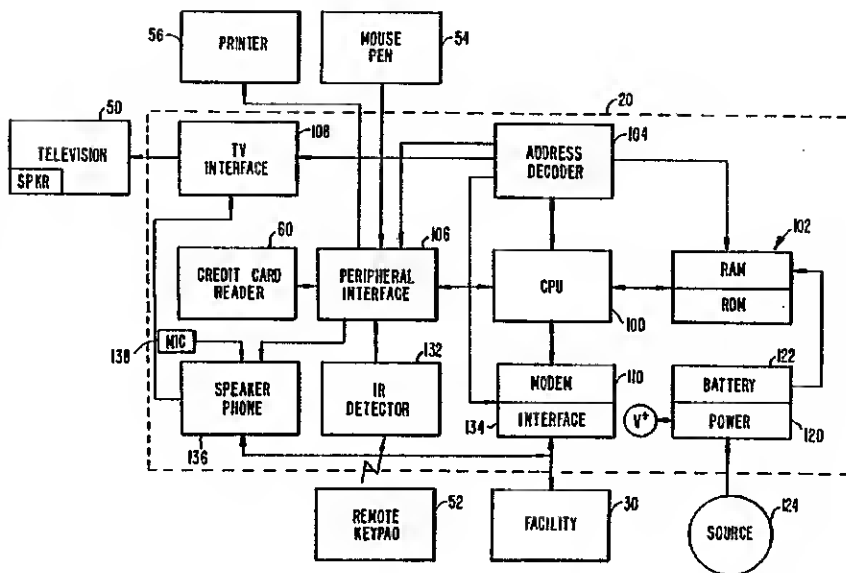 56
PRINTER
MOUSE
PEN
54
50
TELEVISION
SPKR
108
TV
INTERFACE
20
104
ADDRESS
DECODER
60
CREDIT CARD
READER
106
PERIPHERAL
INTERFACE
CPU
100
102
RAM
ROM
138
MIC
SPEAKER
PHONE
136
132
IR
DETECTOR
MODEM
110
134
INTERFACE
122
BATTERY
V+
POWER
120
REMOTE
KEYPAD
52
FACILITY
30
SOURCE
124